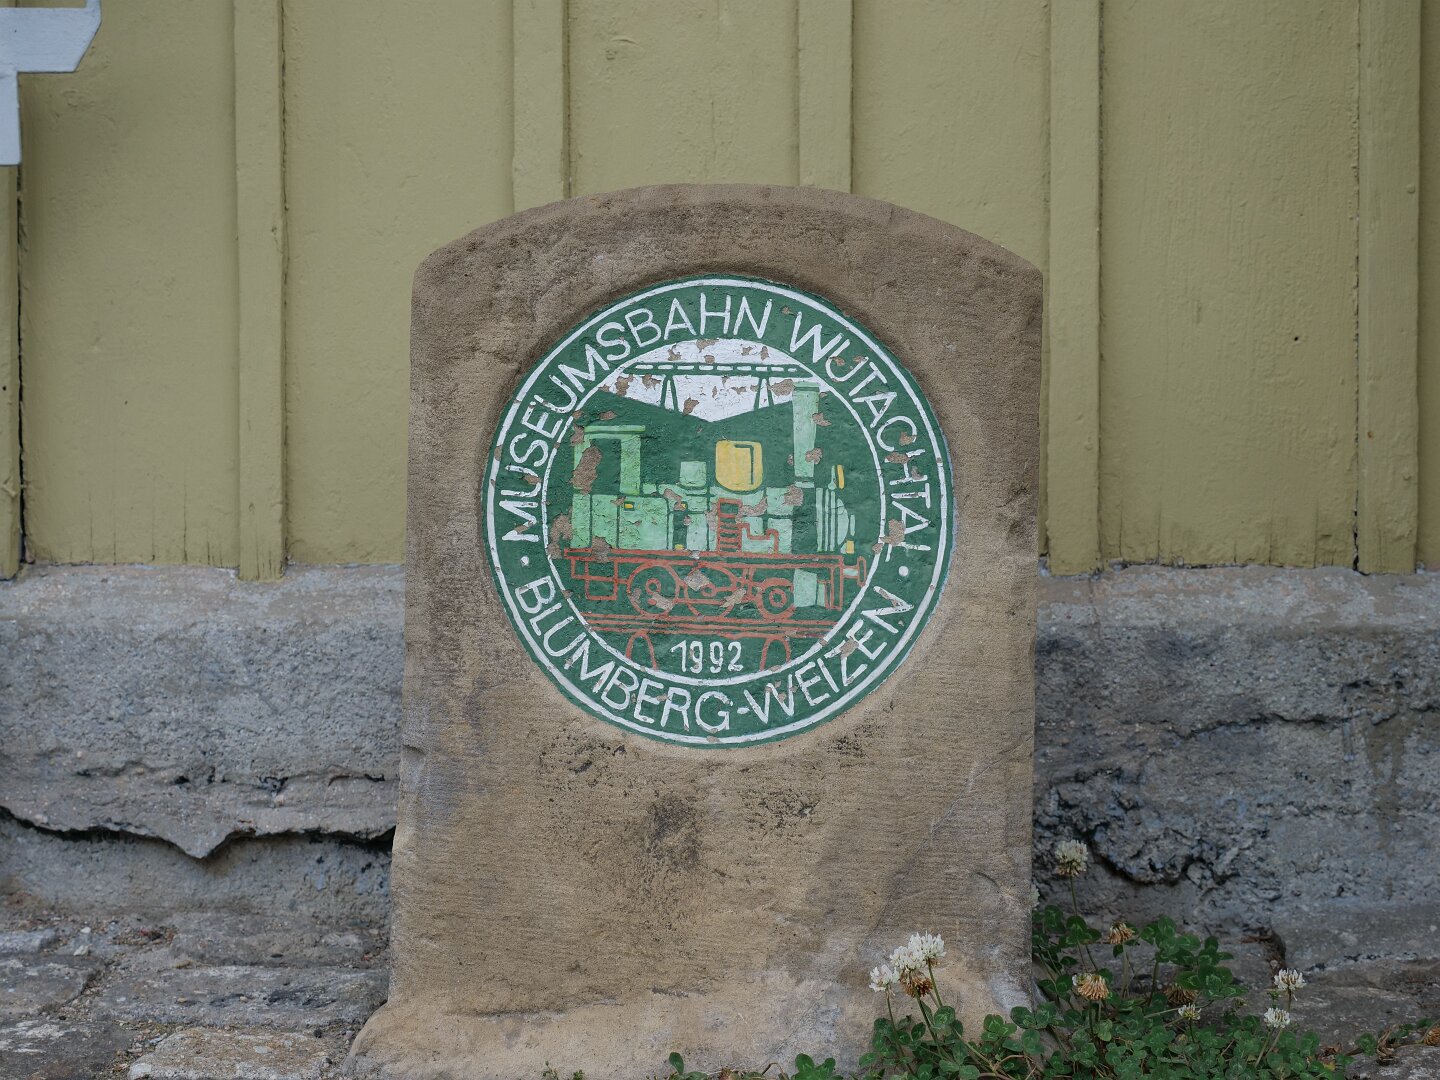 MUSEUMSBAHN WUTACHTAL
1992
• BLUMBERG-WEIZEN •